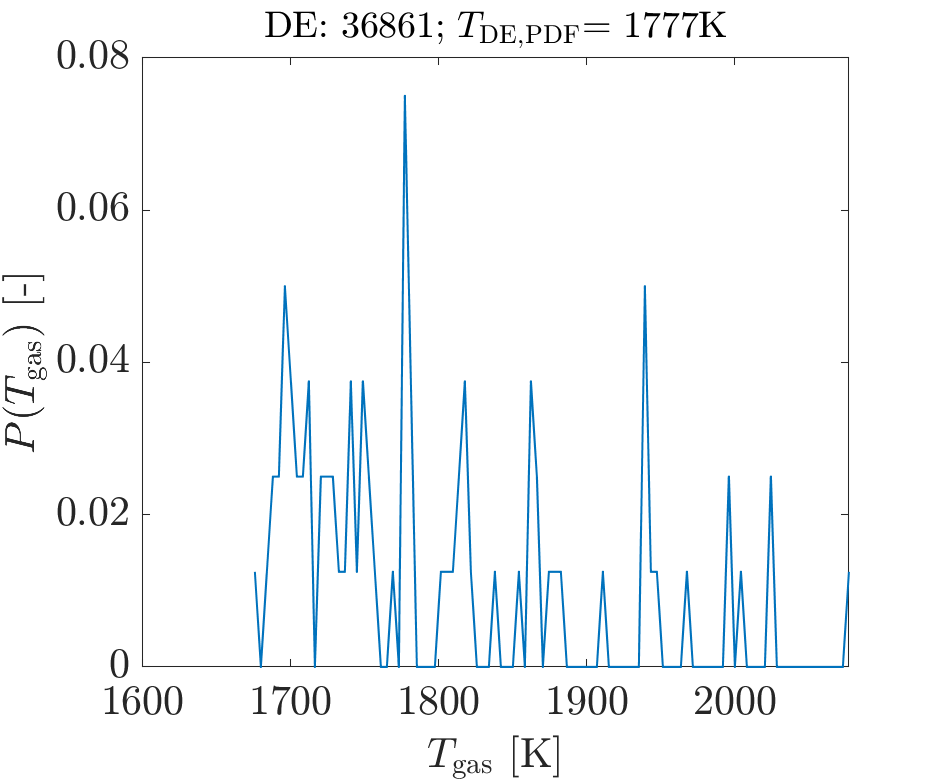 DE: 36861; T_DE,PDF= 1777K
0.08
0.06
0.04
0.02
0
P(T_gas) [-]
1600 1700 1800 1900 2000
T_gas [K]